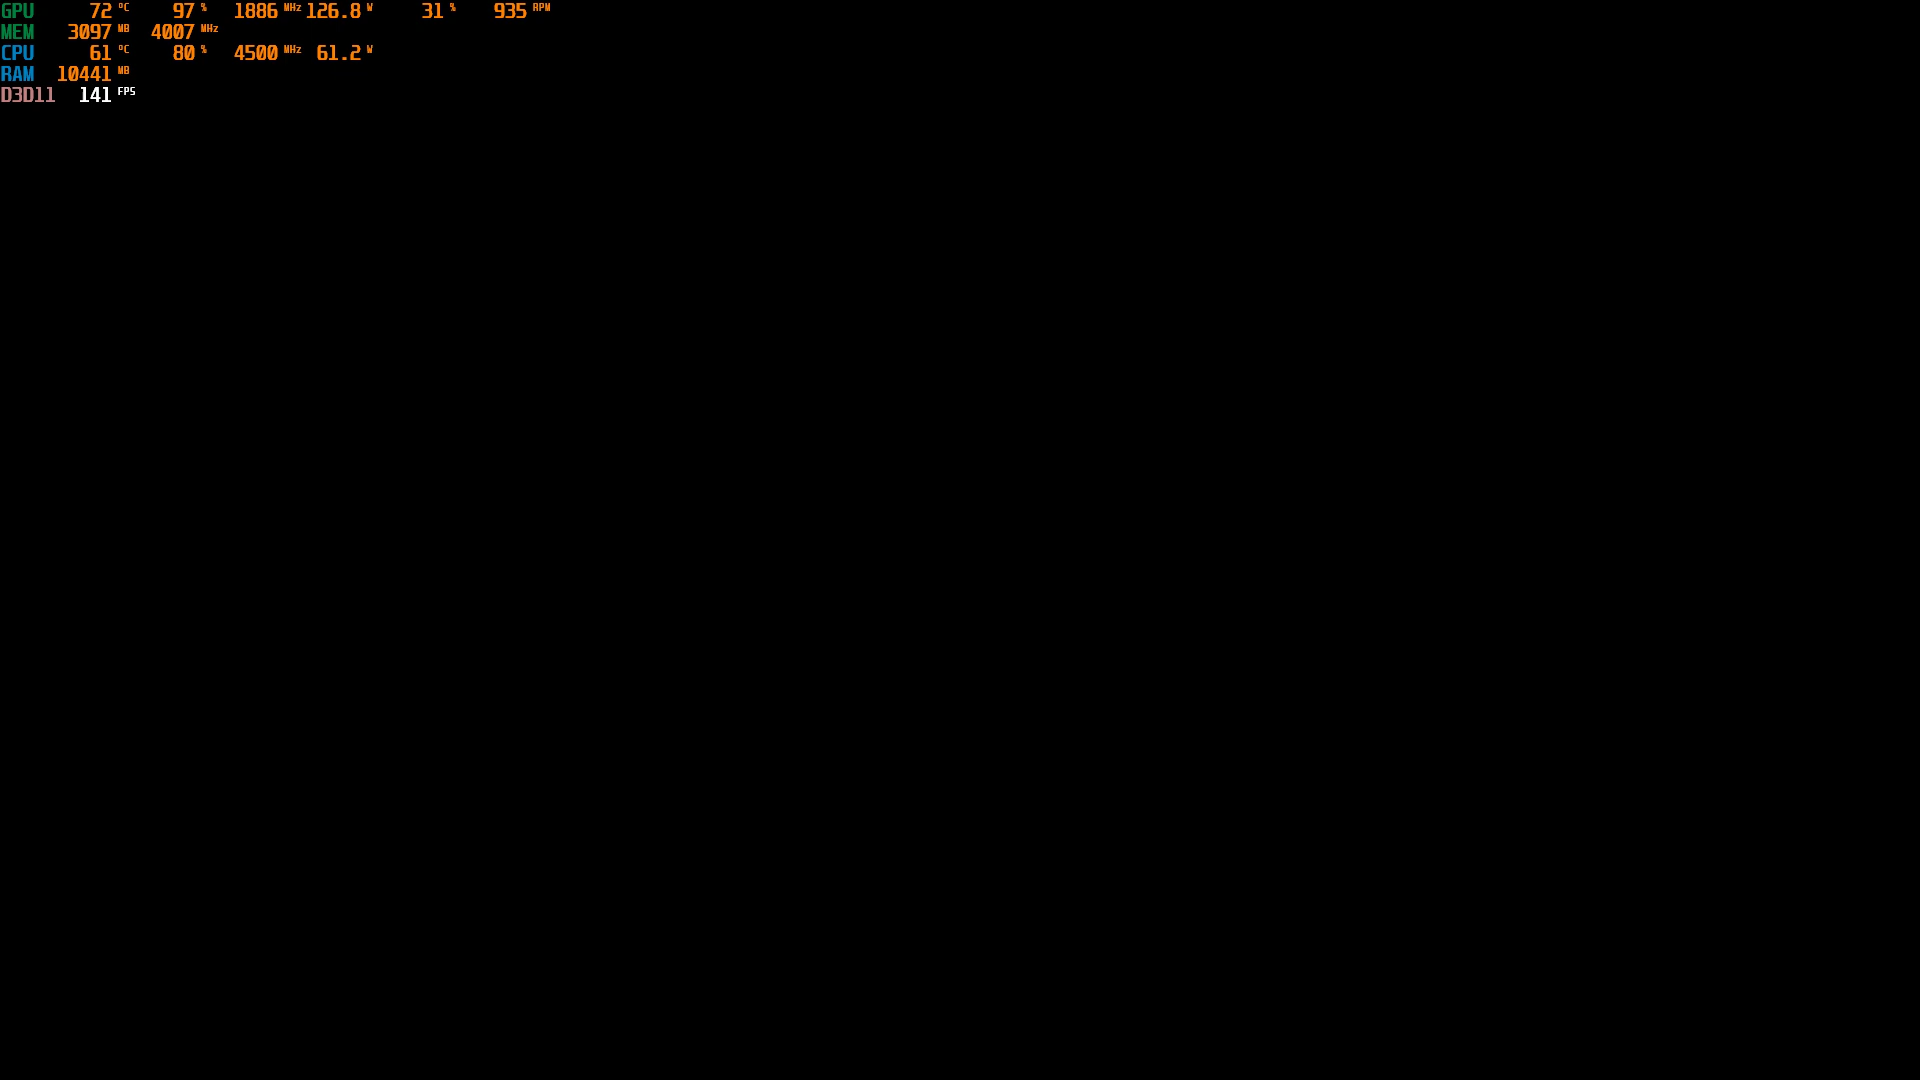 GPU 72 °C 97 % 1886 MHz 126.8 W 31 % 935 RPM
MEM 3097 MB 4007 MHz
CPU 61 °C 80 % 4500 MHz 61.2 W
RAM 10441 MB
D3D11 141 FPS